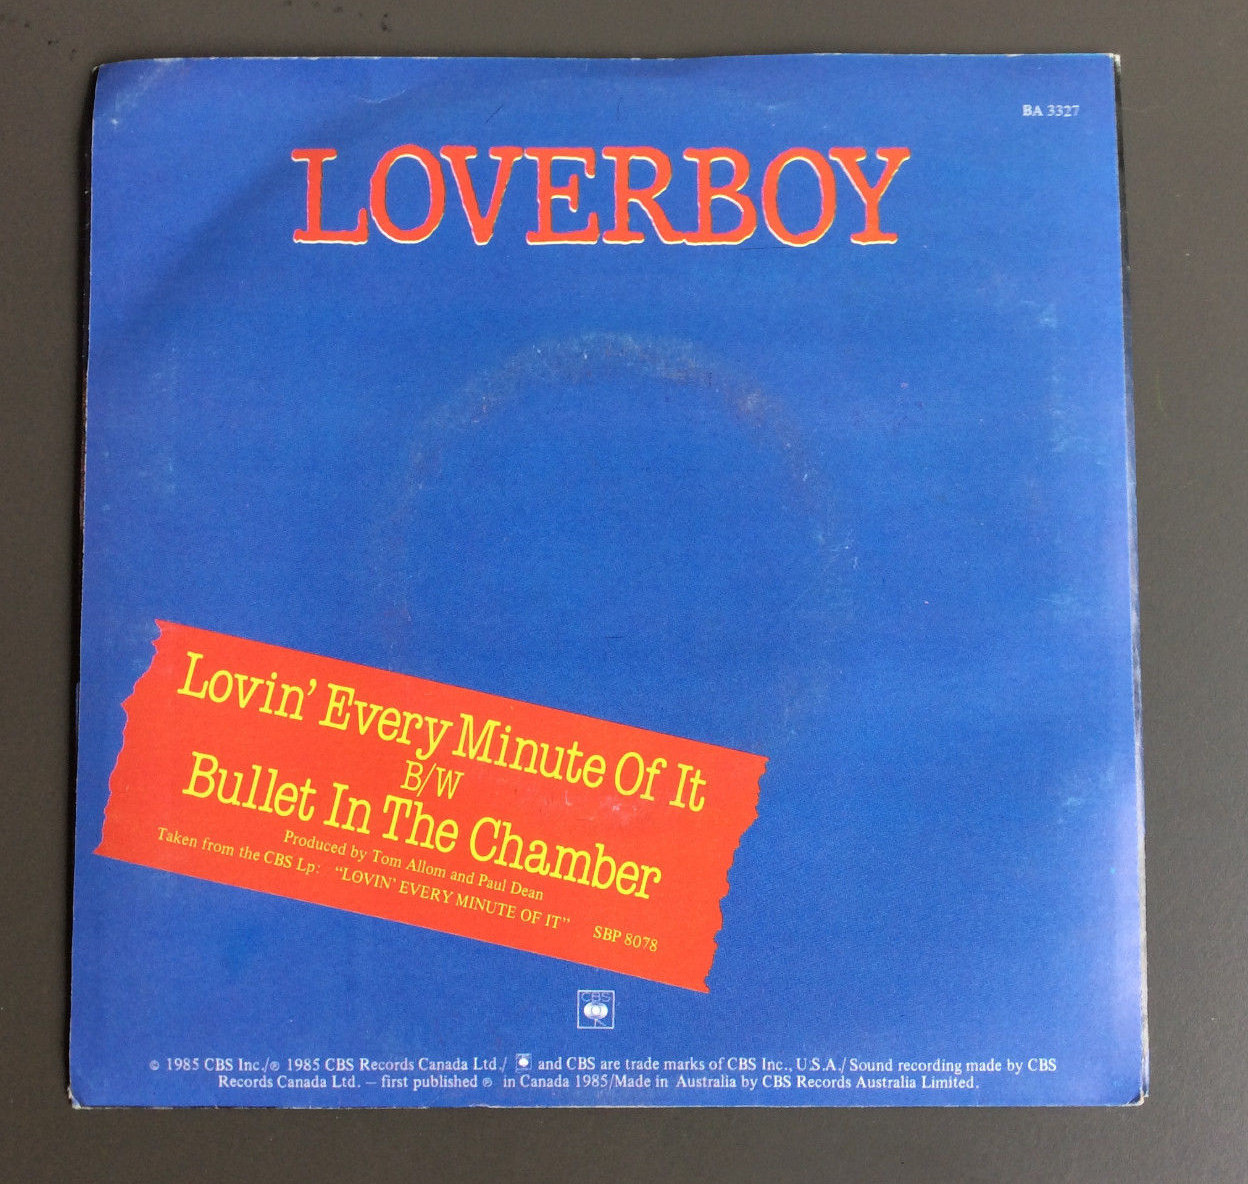 BA 3327
LOVERBOY
Lovin' Every Minute Of It
B/W
Bullet In The Chamber
Produced by Tom Allom and Paul Dean
Taken from the CBS Lp: "LOVIN' EVERY MINUTE OF IT" SBP 8078
CBS
© 1985 CBS Inc./℗ 1985 CBS Records Canada Ltd./ and CBS are trade marks of CBS Inc., U.S.A./Sound recording made by CBS
Records Canada Ltd. — first published ℗ in Canada 1985/Made in Australia by CBS Records Australia Limited.